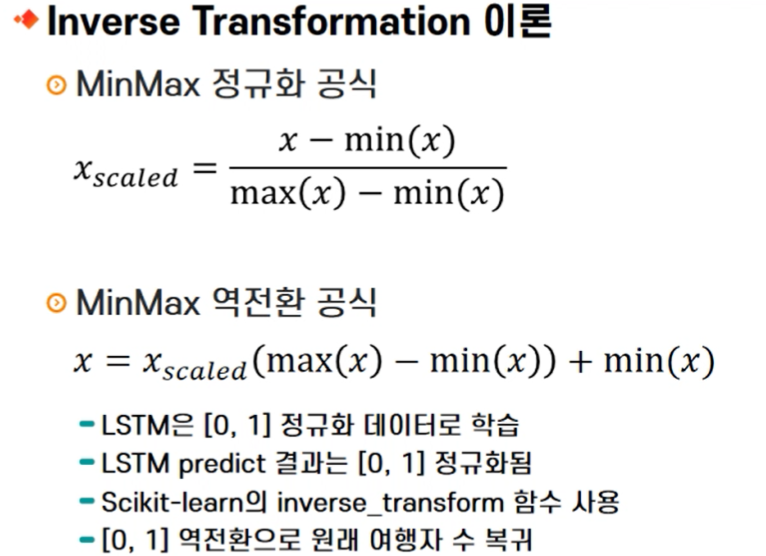 Inverse Transformation 이론
MinMax 정규화 공식
x_{scaled} = \frac{x - min(x)}{max(x) - min(x)}
MinMax 역전환 공식
x = x_{scaled}(max(x) - min(x)) + min(x)
LSTM은 [0, 1] 정규화 데이터로 학습
LSTM predict 결과는 [0, 1] 정규화됨
Scikit-learn의 inverse_transform 함수 사용
[0, 1] 역전환으로 원래 여행자 수 복귀